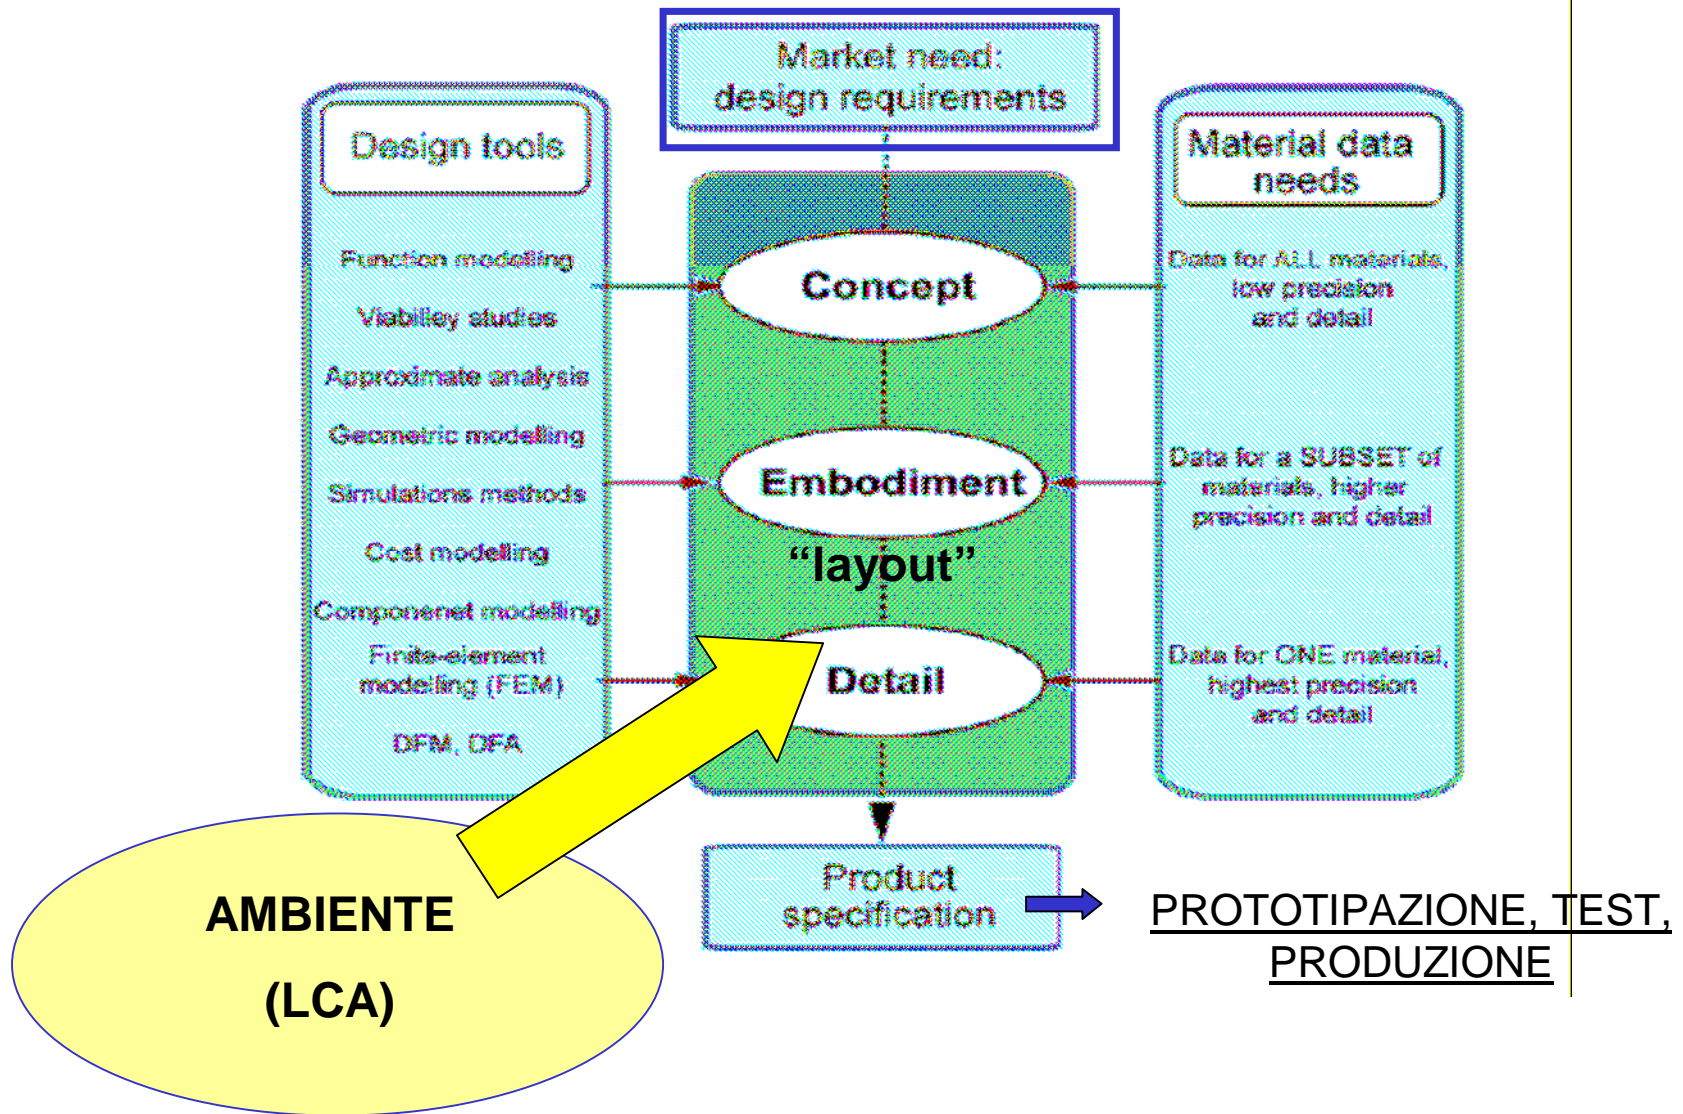 Market need:
design requirements
Design tools
Function modelling
Viabiliey studies
Approximate analysis
Geometric modelling
Simulations methods
Cost modelling
Componenet modelling
Finite-element
modelling (FEM)
DFM, DFA
Concept
Embodiment
“layout”
Detail
Material data
needs
Data for ALL materials,
low precision
and detail
Data for a SUBSET of
materials, higher
precision and detail
Data for ONE material,
highest precision
and detail
Product
specification
AMBIENTE
(LCA)
PROTOTIPAZIONE, TEST,
PRODUZIONE